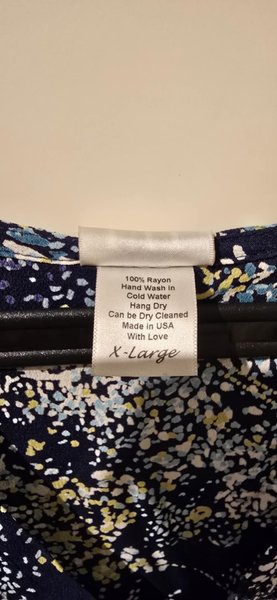 100% Rayon
Hand Wash in
Cold Water
Hang Dry
Can be Dry Cleaned
Made in USA
With Love
X-Large